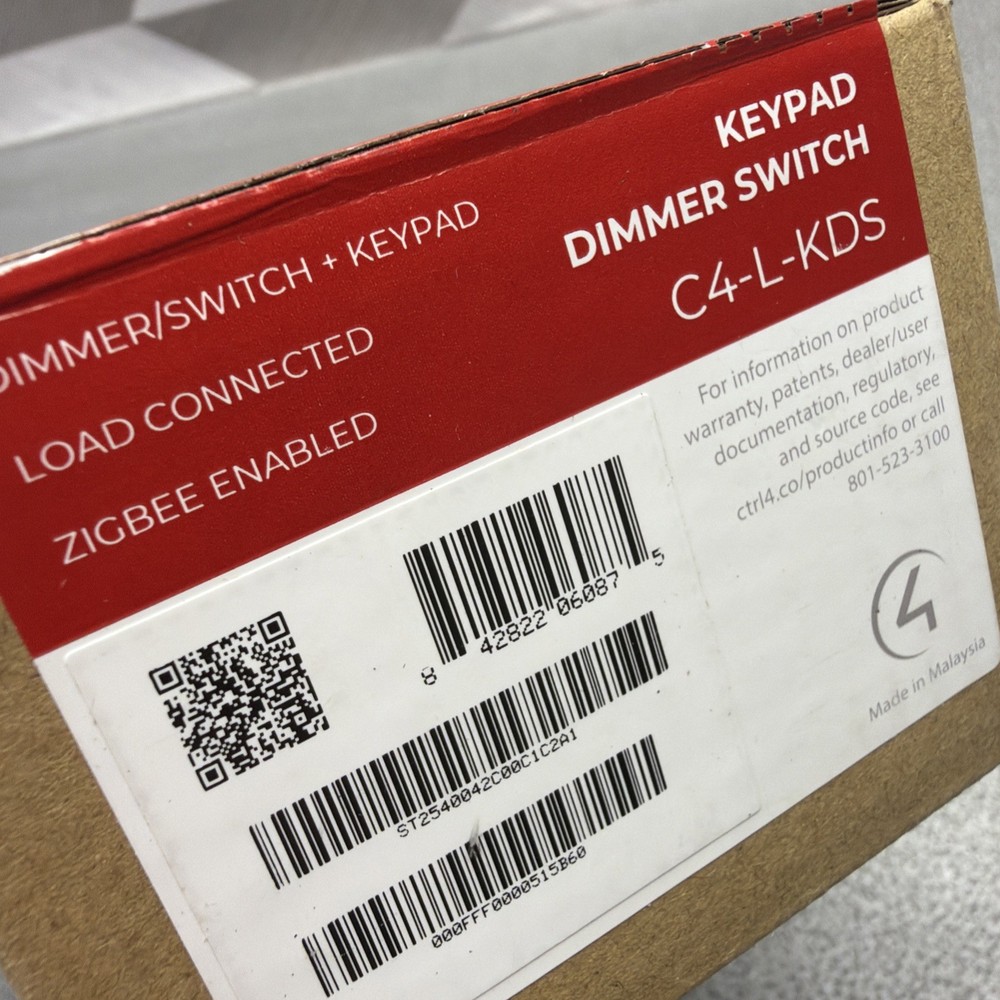 KEYPAD
DIMMER SWITCH
C4-L-KDS
DIMMER/SWITCH + KEYPAD
LOAD CONNECTED
ZIGBEE ENABLED
For information on product
warranty, patents, dealer/user
documentation, regulatory,
and source code, see
ctrl4.co/productinfo or call
801-523-3100
8 42822 06087 5
ST2540042C00C1C2A1
000FFF0000515B60
4
Made in Malaysia